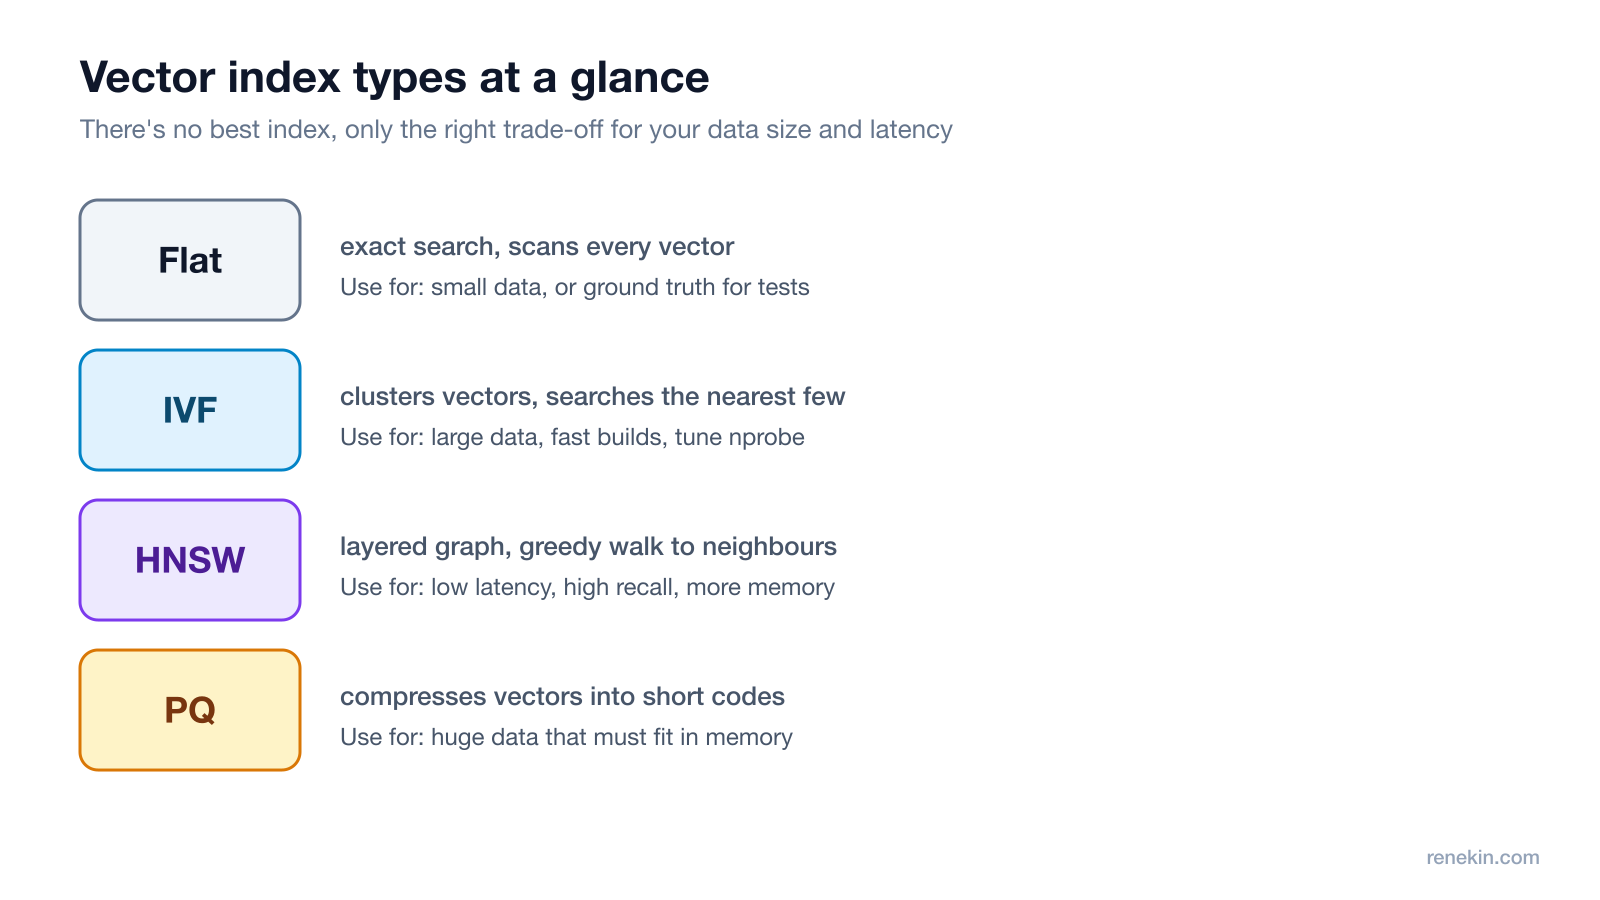 Vector index types at a glance
There's no best index, only the right trade-off for your data size and latency
Flat
exact search, scans every vector
Use for: small data, or ground truth for tests
IVF
clusters vectors, searches the nearest few
Use for: large data, fast builds, tune nprobe
HNSW
layered graph, greedy walk to neighbours
Use for: low latency, high recall, more memory
PQ
compresses vectors into short codes
Use for: huge data that must fit in memory
renekin.com